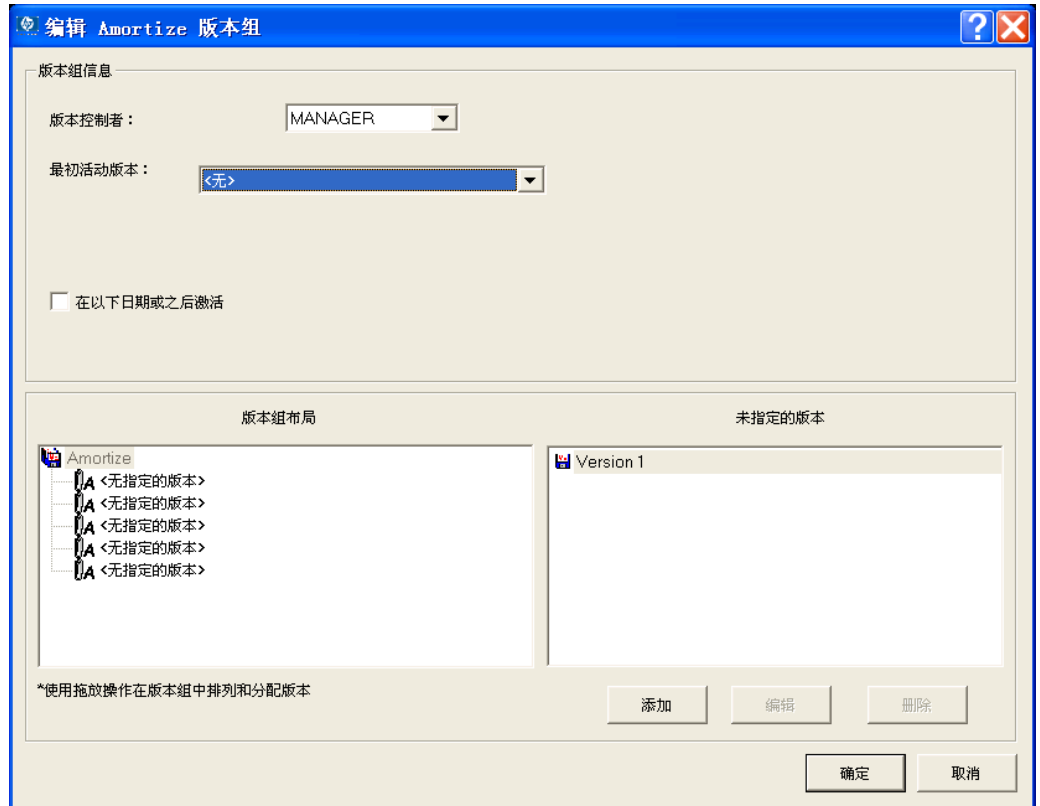 编辑 Amortize 版本组
版本组信息
版本控制者：
MANAGER
最初活动版本：
<无>
在以下日期或之后激活
版本组布局
未指定的版本
Amortize
<无指定的版本>
<无指定的版本>
<无指定的版本>
<无指定的版本>
<无指定的版本>
Version 1
*使用拖放操作在版本组中排列和分配版本
添加
编辑
删除
确定
取消